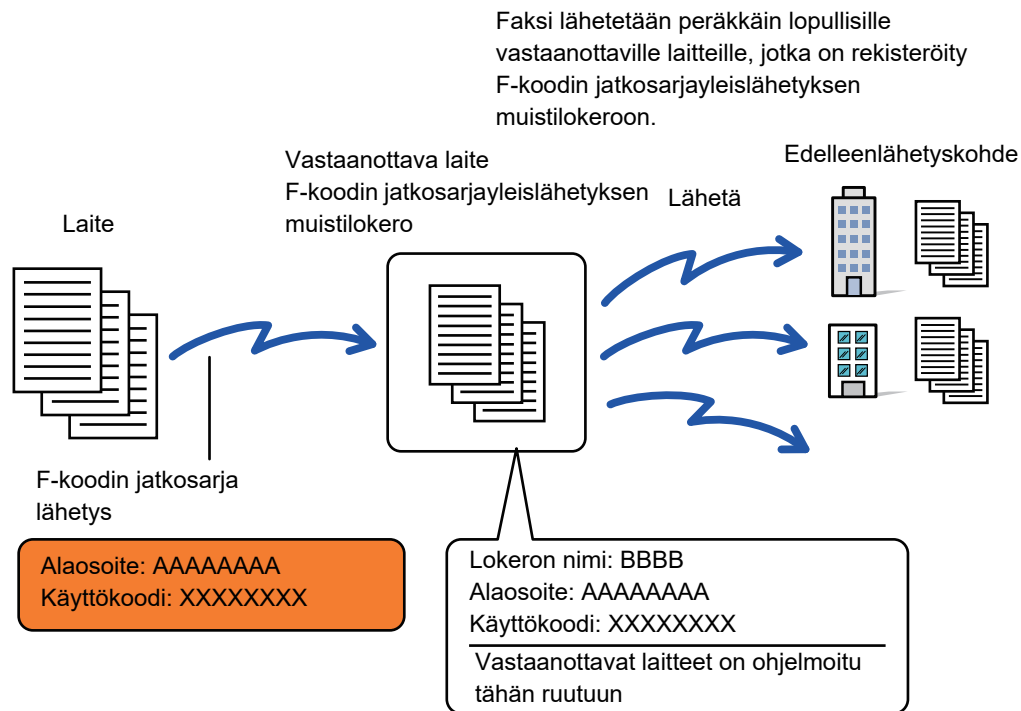 Faksi lähetetään peräkkäin lopullisille
vastaanottaville laitteille, jotka on rekisteröity
F-koodin jatkosarjayleislähetyksen
muistilokeroon.
Edelleenlähetyskohde
Vastaanottava laite
F-koodin jatkosarjayleislähetyksen
muistilokero
Lähetä
Laite
F-koodin jatkosarja
lähetys
Alaosoite: AAAAAAAA
Käyttökoodi: XXXXXXXX
Lokeron nimi: BBBB
Alaosoite: AAAAAAAA
Käyttökoodi: XXXXXXXX
Vastaanottavat laitteet on ohjelmoitu
tähän ruutuun